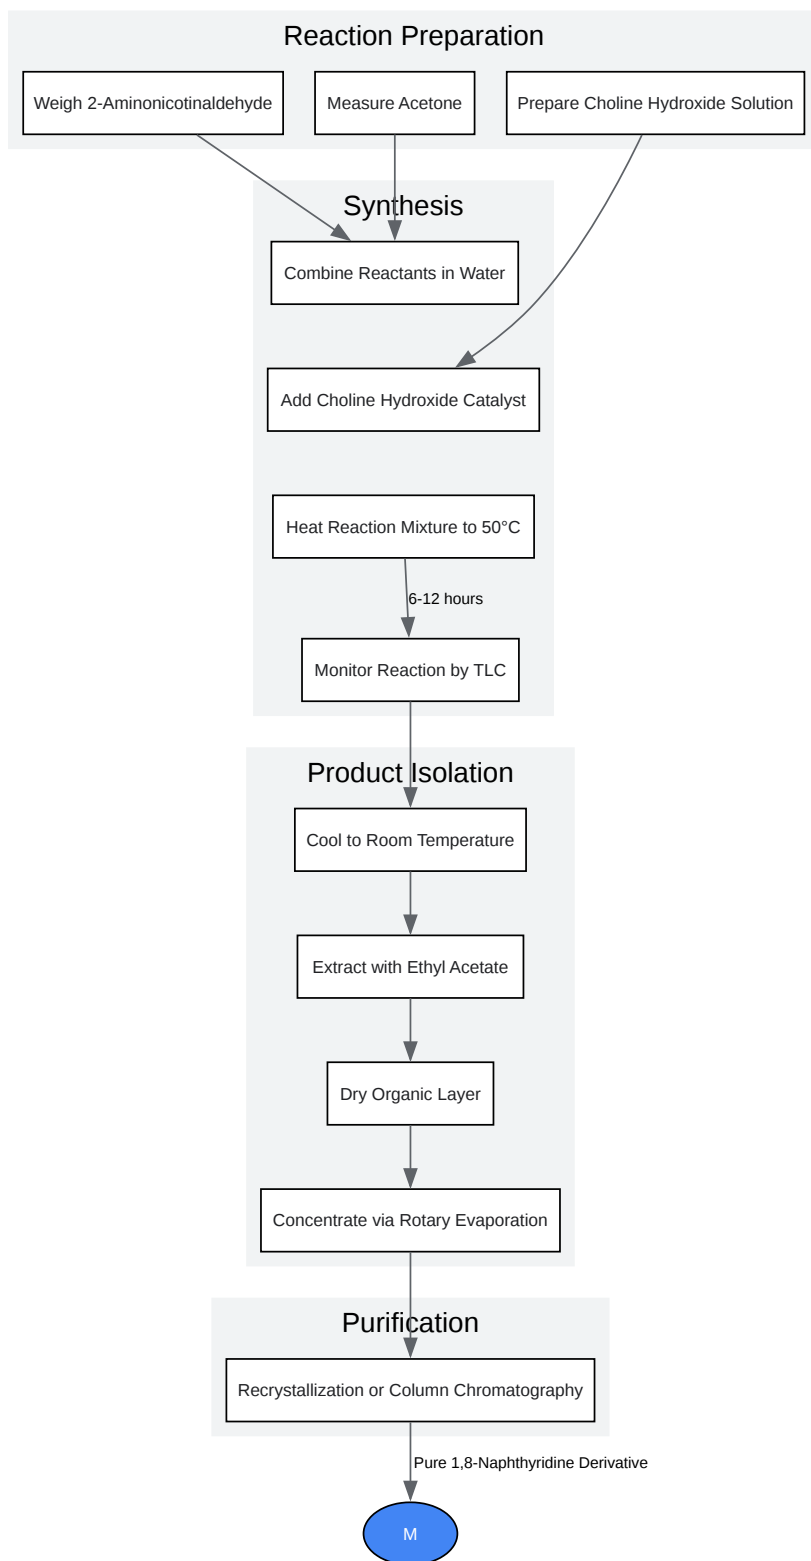 Reaction Preparation
Weigh 2-Aminonicotinaldehyde
Measure Acetone
Prepare Choline Hydroxide Solution
Synthesis
Combine Reactants in Water
Add Choline Hydroxide Catalyst
Heat Reaction Mixture to 50°C
6-12 hours
Monitor Reaction by TLC
Product Isolation
Cool to Room Temperature
Extract with Ethyl Acetate
Dry Organic Layer
Concentrate via Rotary Evaporation
Purification
Recrystallization or Column Chromatography
Pure 1,8-Naphthyridine Derivative
M